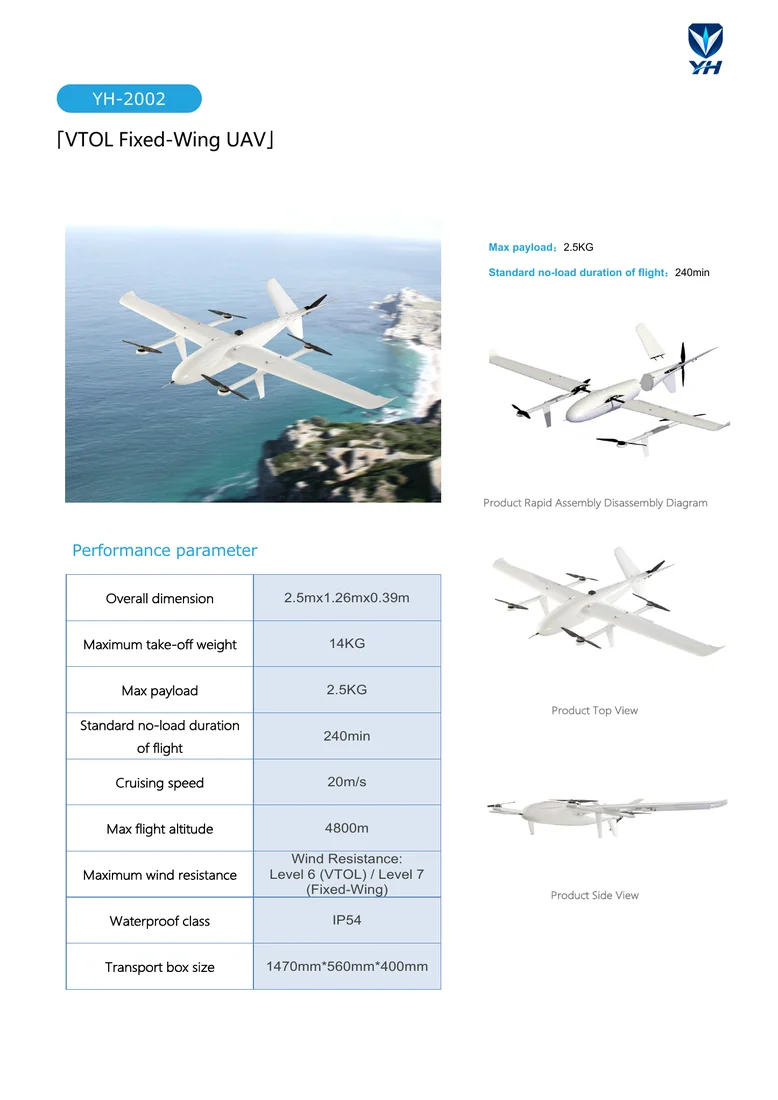 YH
YH-2002
「VTOL Fixed-Wing UAV」
Max payload：2.5KG
Standard no-load duration of flight：240min
Product Rapid Assembly Disassembly Diagram
Performance parameter
Overall dimension 2.5mx1.26mx0.39m
Maximum take-off weight 14KG
Max payload 2.5KG
Standard no-load duration
of flight 240min
Cruising speed 20m/s
Max flight altitude 4800m
Maximum wind resistance Wind Resistance:
Level 6 (VTOL) / Level 7
(Fixed-Wing)
Waterproof class IP54
Transport box size 1470mm*560mm*400mm
Product Top View
Product Side View